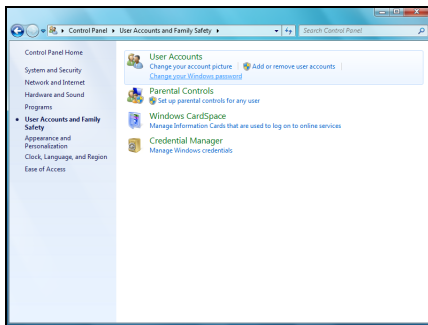 Control Panel ▸ User Accounts and Family Safety ▸
Search Control Panel
Control Panel Home
System and Security
Network and Internet
Hardware and Sound
Programs
User Accounts and Family
Safety
Appearance and
Personalization
Clock, Language, and Region
Ease of Access
User Accounts
Change your account picture
Add or remove user accounts
Change your Windows password
Parental Controls
Set up parental controls for any user
Windows CardSpace
Manage Information Cards that are used to log on to online services
Credential Manager
Manage Windows credentials